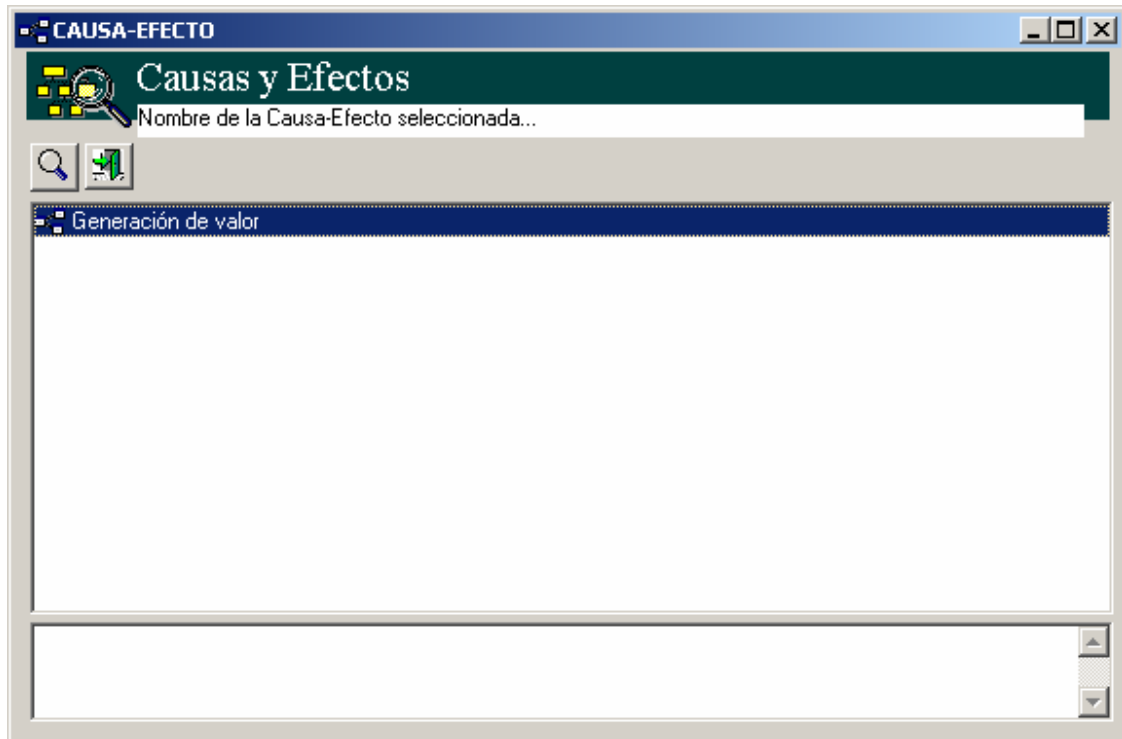 CAUSA-EFECTO
Causas y Efectos
Nombre de la Causa-Efecto seleccionada...
Generación de valor